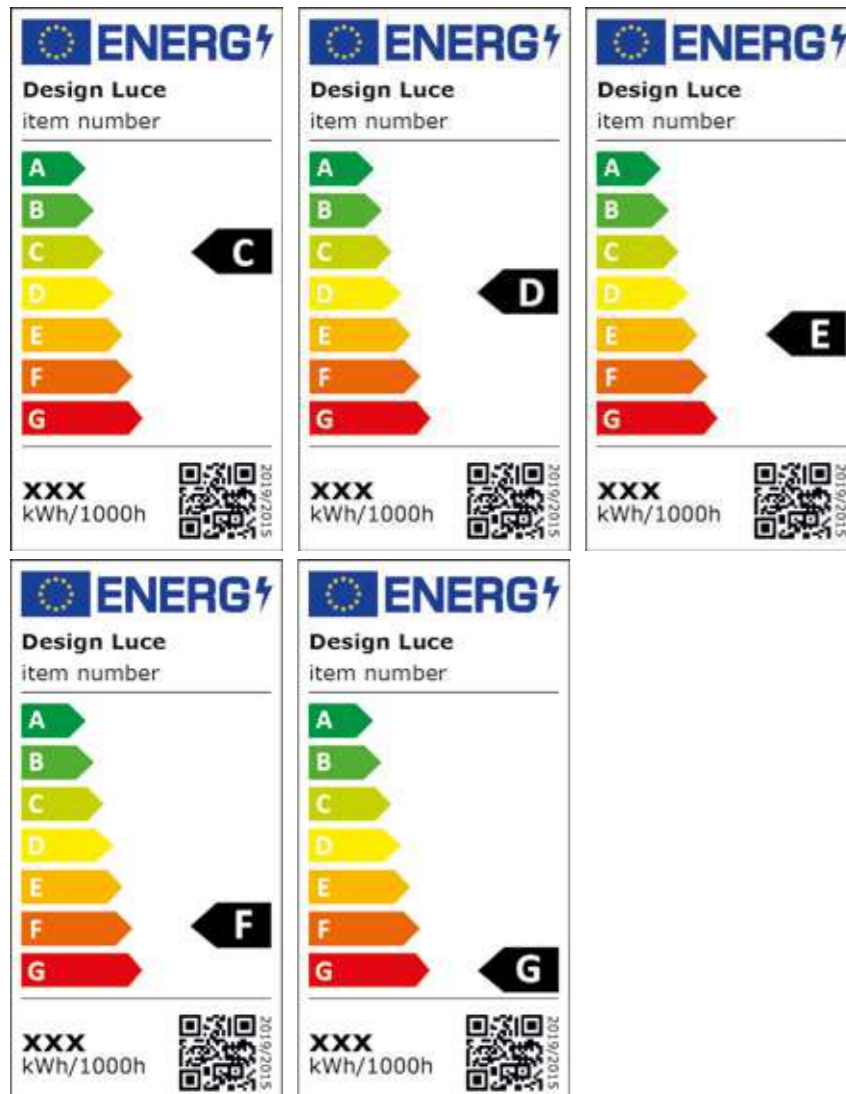 ENERG
Design Luce
item number
A
B
C
D
E
F
G
C
XXX
kWh/1000h
2019/2015
ENERG
Design Luce
item number
A
B
C
D
E
F
G
D
XXX
kWh/1000h
2019/2015
ENERG
Design Luce
item number
A
B
C
D
E
F
G
E
XXX
kWh/1000h
2019/2015
ENERG
Design Luce
item number
A
B
C
D
E
F
G
F
XXX
kWh/1000h
2019/2015
ENERG
Design Luce
item number
A
B
C
D
E
F
G
G
XXX
kWh/1000h
2019/2015